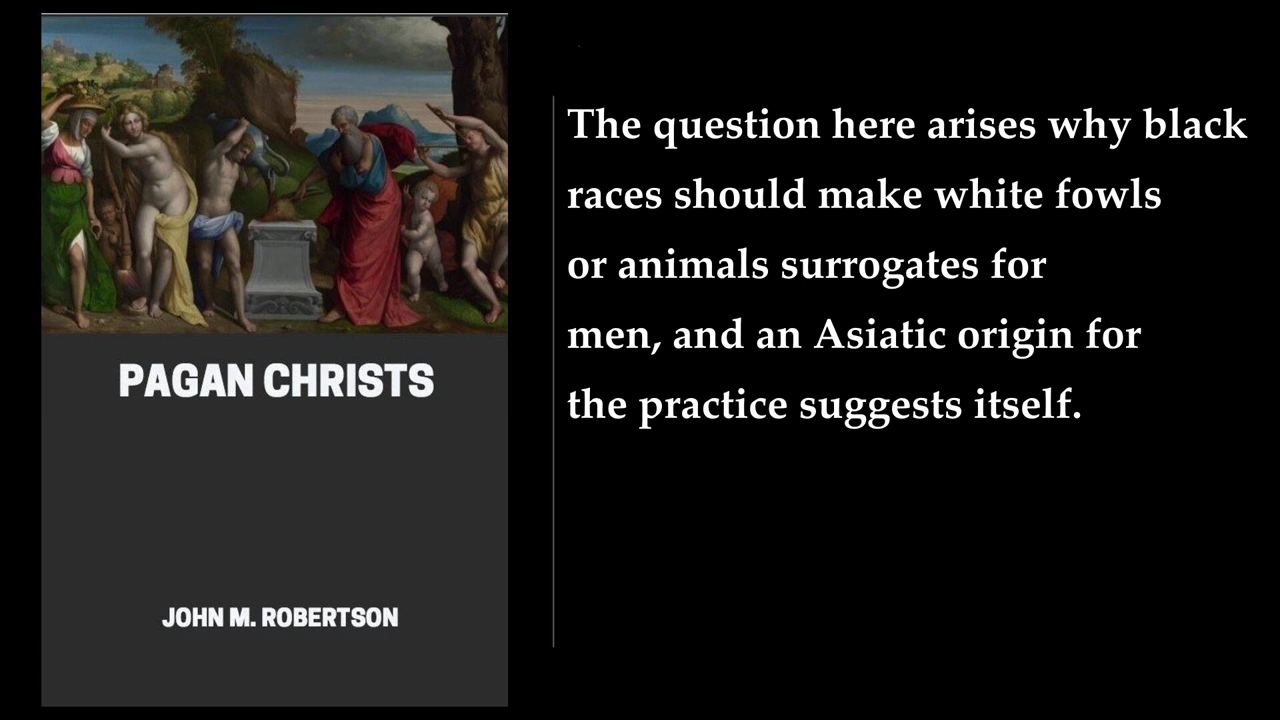 PAGAN CHRISTS
JOHN M. ROBERTSON
The question here arises why black
races should make white fowls
or animals surrogates for
men, and an Asiatic origin for
the practice suggests itself.